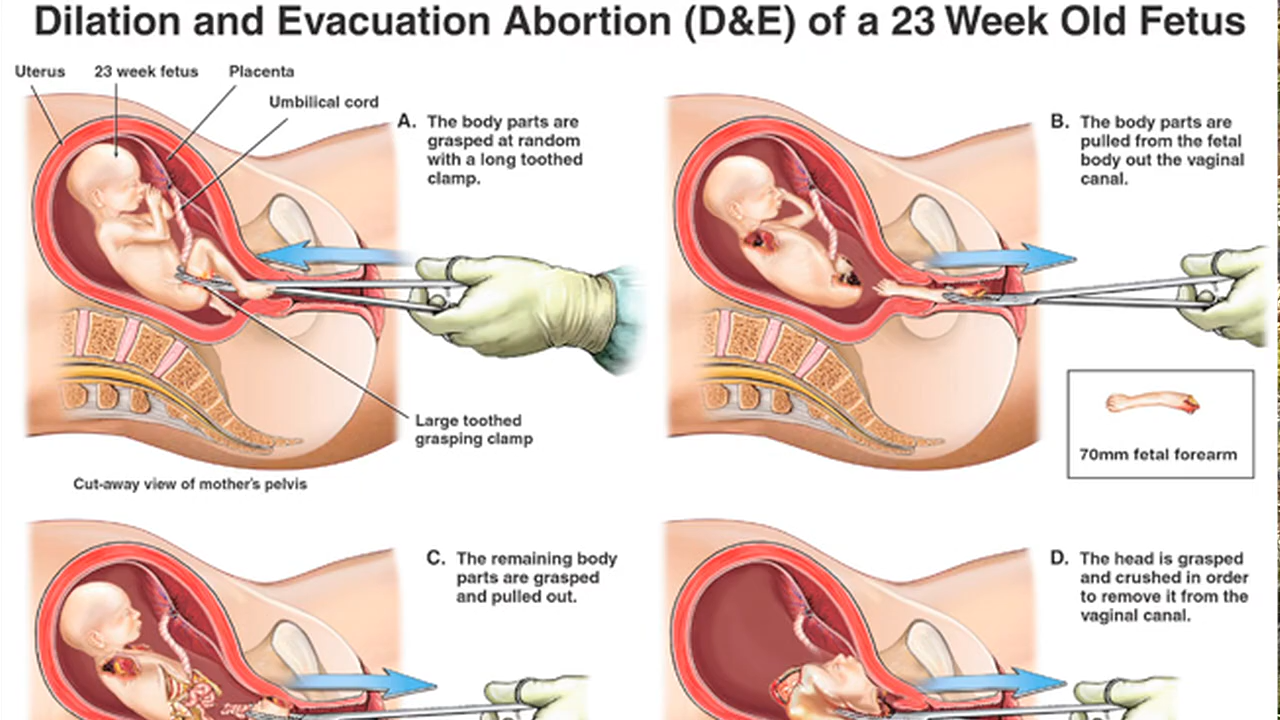 Dilation and Evacuation Abortion (D&E) of a 23 Week Old Fetus
Uterus
23 week fetus
Placenta
Umbilical cord
A. The body parts are
grasped at random
with a long toothed
clamp.
Large toothed
grasping clamp
Cut-away view of mother's pelvis
B. The body parts are
pulled from the fetal
body out the vaginal
canal.
70mm fetal forearm
C. The remaining body
parts are grasped
and pulled out.
D. The head is grasped
and crushed in order
to remove it from the
vaginal canal.